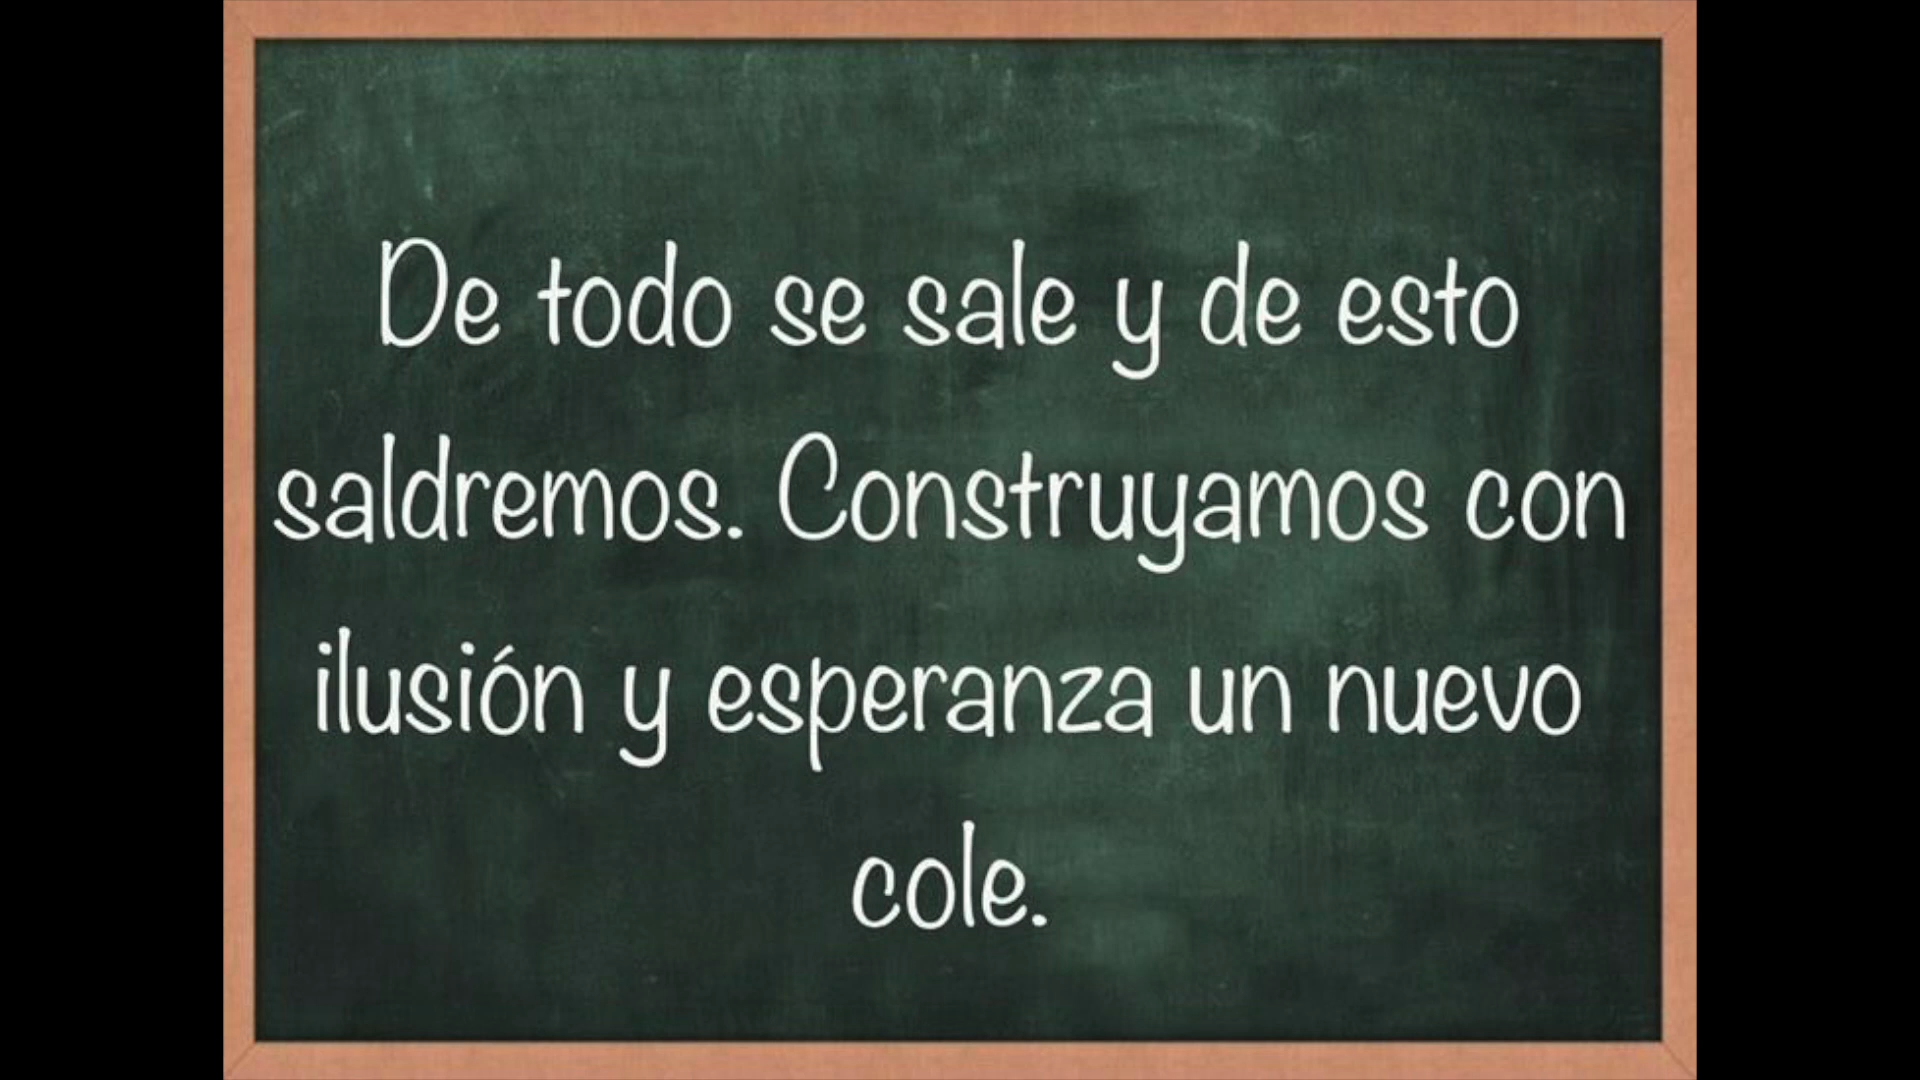 De todo se sale y de esto
saldremos. Construyamos con
ilusión y esperanza un nuevo
cole.